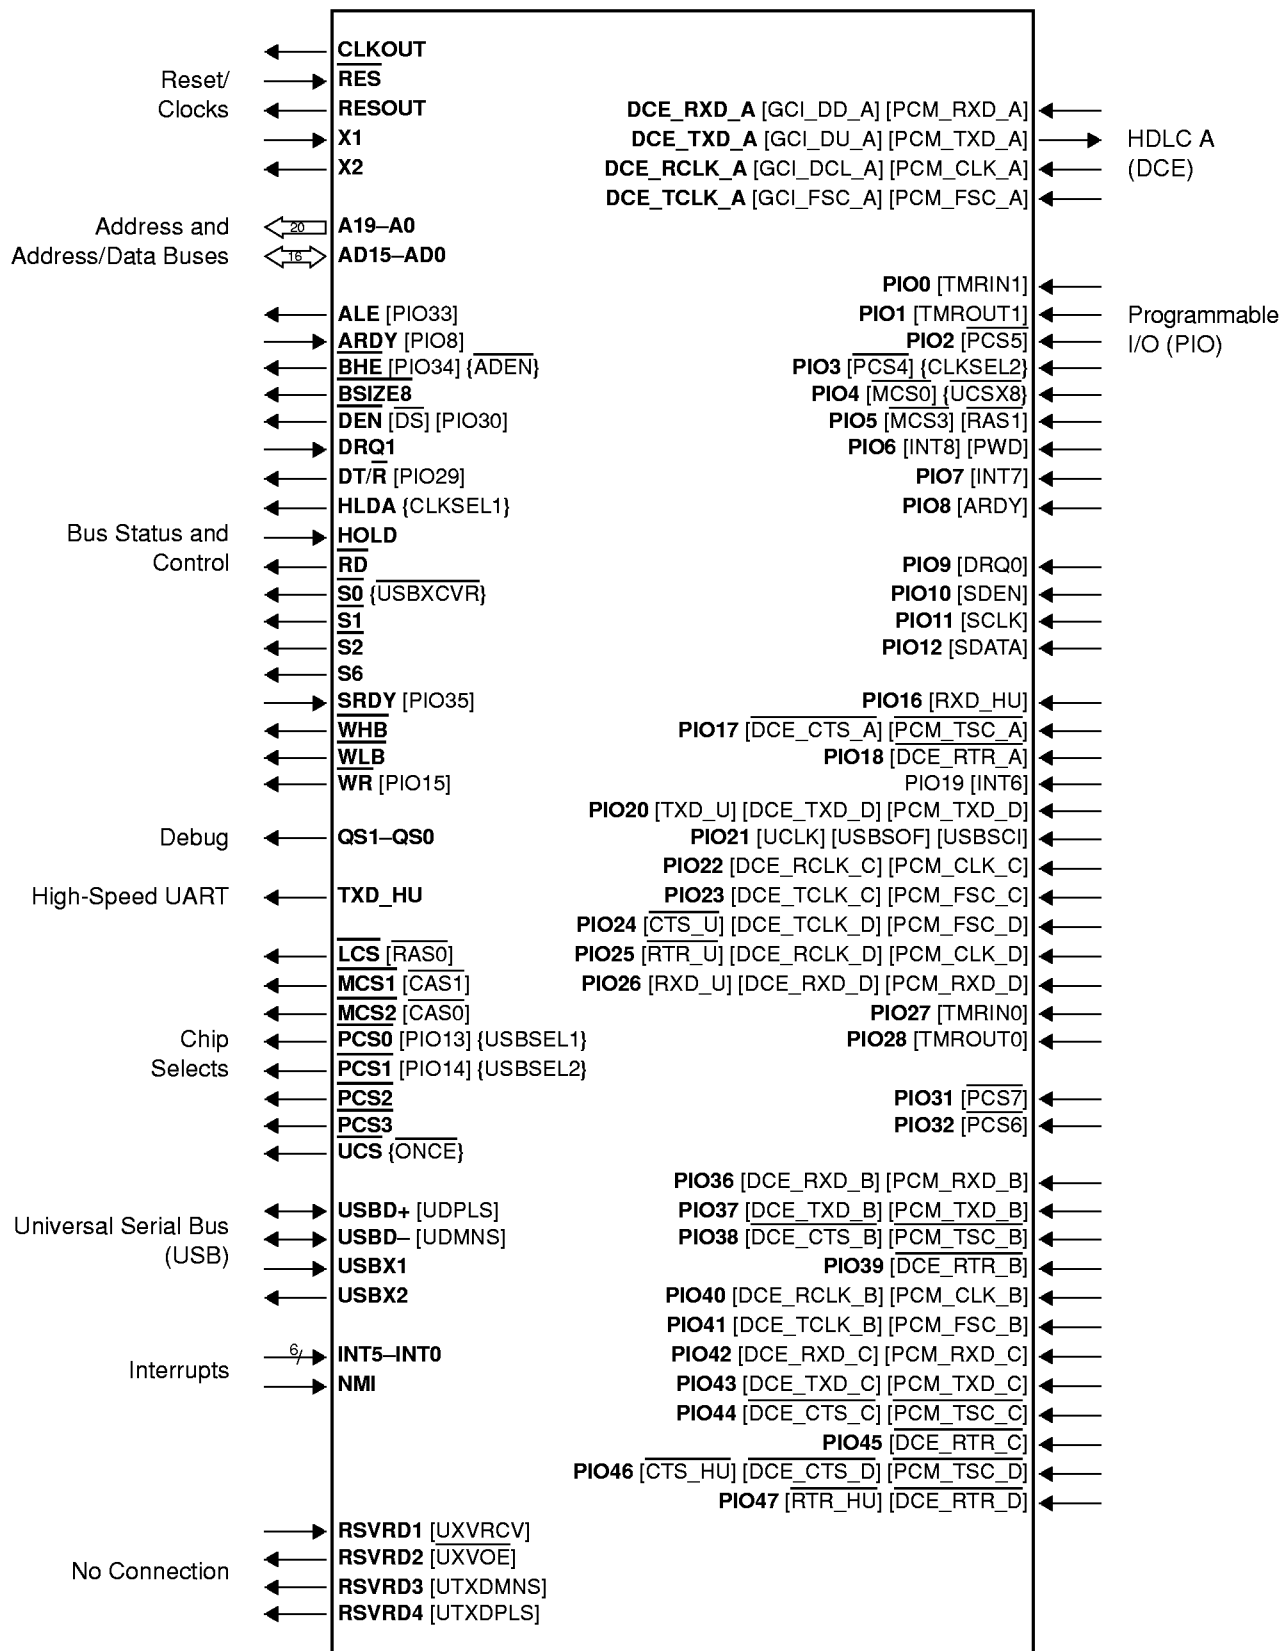 CLKOUT
Reset/ RES
Clocks RESOUT
X1
X2
Address and 20 A19–A0
Address/Data Buses 16 AD15–AD0
ALE [PIO33]
ARDY [PIO8]
BHE [PIO34] {ADEN}
BSIZE8
DEN [DS] [PIO30]
DRQ1
DT/R [PIO29]
HLDA {CLKSEL1}
Bus Status and HOLD
Control RD
S0 {USBXCVR}
S1
S2
S6
SRDY [PIO35]
WHB
WLB
WR [PIO15]
Debug QS1–QS0
High-Speed UART TXD_HU
LCS [RAS0]
MCS1 [CAS1]
MCS2 [CAS0]
Chip PCS0 [PIO13] {USBSEL1}
Selects PCS1 [PIO14] {USBSEL2}
PCS2
PCS3
UCS {ONCE}
Universal Serial Bus USBD+ [UDPLS]
(USB) USBD– [UDMNS]
USBX1
USBX2
6/ INT5–INT0
Interrupts NMI
RSVRD1 [UXVRCV]
RSVRD2 [UXVOE]
No Connection RSVRD3 [UTXDMNS]
RSVRD4 [UTXDPLS]
DCE_RXD_A [GCI_DD_A] [PCM_RXD_A]
DCE_TXD_A [GCI_DU_A] [PCM_TXD_A] HDLC A
DCE_RCLK_A [GCI_DCL_A] [PCM_CLK_A] (DCE)
DCE_TCLK_A [GCI_FSC_A] [PCM_FSC_A]
PIO0 [TMRIN1]
PIO1 [TMROUT1] Programmable
PIO2 [PCS5] I/O (PIO)
PIO3 [PCS4] {CLKSEL2}
PIO4 [MCS0] {UCSX8}
PIO5 [MCS3] [RAS1]
PIO6 [INT8] [PWD]
PIO7 [INT7]
PIO8 [ARDY]
PIO9 [DRQ0]
PIO10 [SDEN]
PIO11 [SCLK]
PIO12 [SDATA]
PIO16 [RXD_HU]
PIO17 [DCE_CTS_A] [PCM_TSC_A]
PIO18 [DCE_RTR_A]
PIO19 [INT6]
PIO20 [TXD_U] [DCE_TXD_D] [PCM_TXD_D]
PIO21 [UCLK] [USBSOF] [USBSCI]
PIO22 [DCE_RCLK_C] [PCM_CLK_C]
PIO23 [DCE_TCLK_C] [PCM_FSC_C]
PIO24 [CTS_U] [DCE_TCLK_D] [PCM_FSC_D]
PIO25 [RTR_U] [DCE_RCLK_D] [PCM_CLK_D]
PIO26 [RXD_U] [DCE_RXD_D] [PCM_RXD_D]
PIO27 [TMRIN0]
PIO28 [TMROUT0]
PIO31 [PCS7]
PIO32 [PCS6]
PIO36 [DCE_RXD_B] [PCM_RXD_B]
PIO37 [DCE_TXD_B] [PCM_TXD_B]
PIO38 [DCE_CTS_B] [PCM_TSC_B]
PIO39 [DCE_RTR_B]
PIO40 [DCE_RCLK_B] [PCM_CLK_B]
PIO41 [DCE_TCLK_B] [PCM_FSC_B]
PIO42 [DCE_RXD_C] [PCM_RXD_C]
PIO43 [DCE_TXD_C] [PCM_TXD_C]
PIO44 [DCE_CTS_C] [PCM_TSC_C]
PIO45 [DCE_RTR_C]
PIO46 [CTS_HU] [DCE_CTS_D] [PCM_TSC_D]
PIO47 [RTR_HU] [DCE_RTR_D]